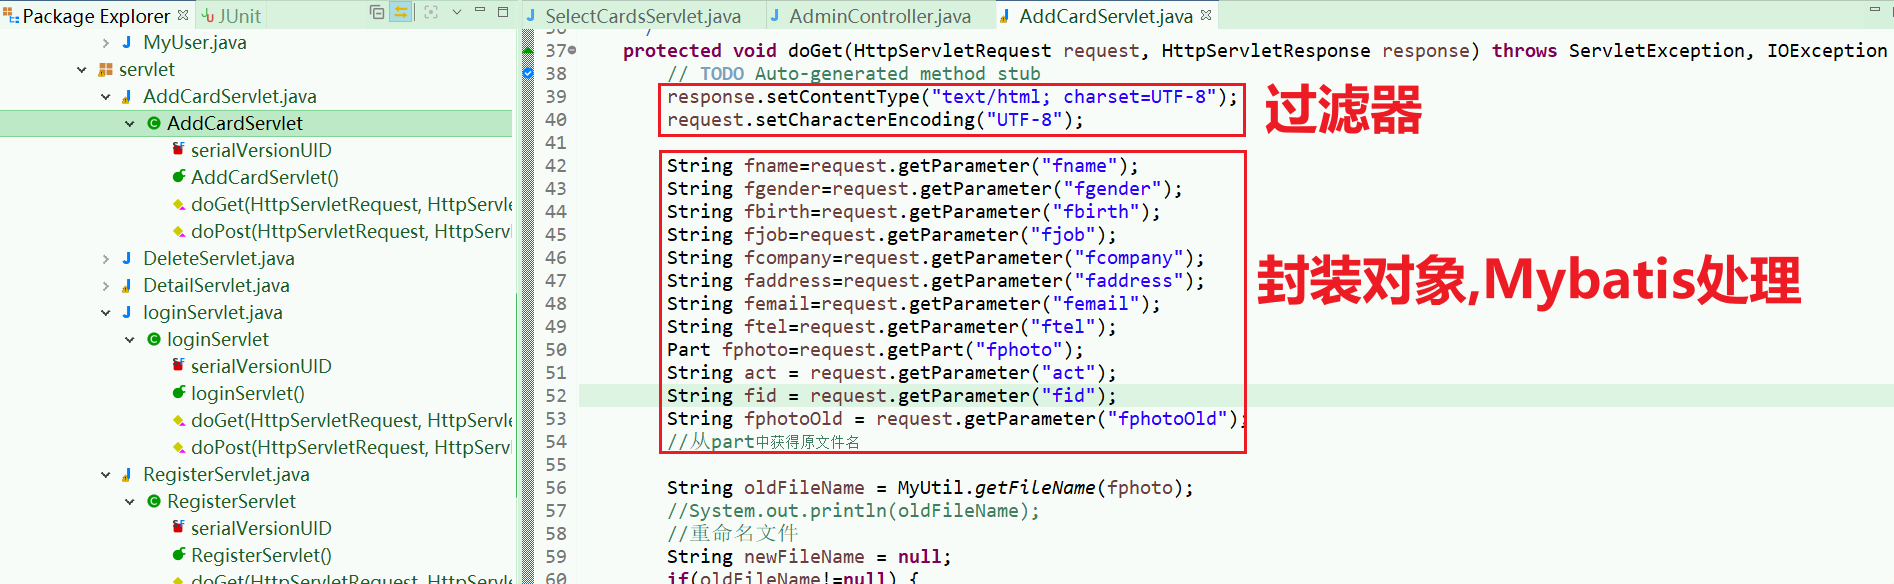 Package Explorer
JUnit
MyUser.java
servlet
AddCardServlet.java
AddCardServlet
serialVersionUID
AddCardServlet()
doGet(HttpServletRequest, HttpServle
doPost(HttpServletRequest, HttpServ
DeleteServlet.java
DetailServlet.java
loginServlet.java
loginServlet
serialVersionUID
loginServlet()
doGet(HttpServletRequest, HttpServle
doPost(HttpServletRequest, HttpServ
RegisterServlet.java
RegisterServlet
serialVersionUID
RegisterServlet()
doGet(HttpServletRequest, HttpServle
SelectCardsServlet.java
AdminController.java
AddCardServlet.java
36 */
37 protected void doGet(HttpServletRequest request, HttpServletResponse response) throws ServletException, IOException
38 // TODO Auto-generated method stub
39 response.setContentType("text/html; charset=UTF-8");
40 request.setCharacterEncoding("UTF-8");
过滤器
41
42 String fname=request.getParameter("fname");
43 String fgender=request.getParameter("fgender");
44 String fbirth=request.getParameter("fbirth");
45 String fjob=request.getParameter("fjob");
46 String fcompany=request.getParameter("fcompany");
47 String faddress=request.getParameter("faddress");
封装对象,Mybatis处理
48 String femail=request.getParameter("femail");
49 String ftel=request.getParameter("ftel");
50 Part fphoto=request.getPart("fphoto");
51 String act = request.getParameter("act");
52 String fid = request.getParameter("fid");
53 String fphotoOld = request.getParameter("fphotoOld");
54 //从part中获得原文件名
55
56 String oldFileName = MyUtil.getFileName(fphoto);
57 //System.out.println(oldFileName);
58 //重命名文件
59 String newFileName = null;
60 if(oldFileName!=null) {